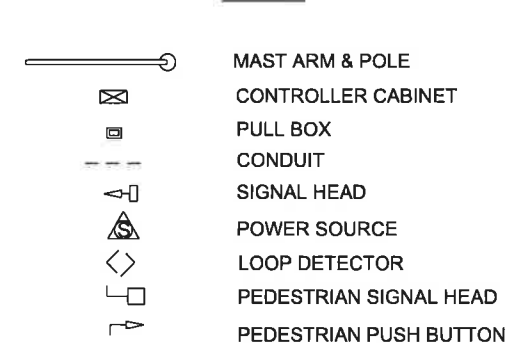 MAST ARM & POLE
CONTROLLER CABINET
PULL BOX
CONDUIT
SIGNAL HEAD
S POWER SOURCE
LOOP DETECTOR
PEDESTRIAN SIGNAL HEAD
PEDESTRIAN PUSH BUTTON